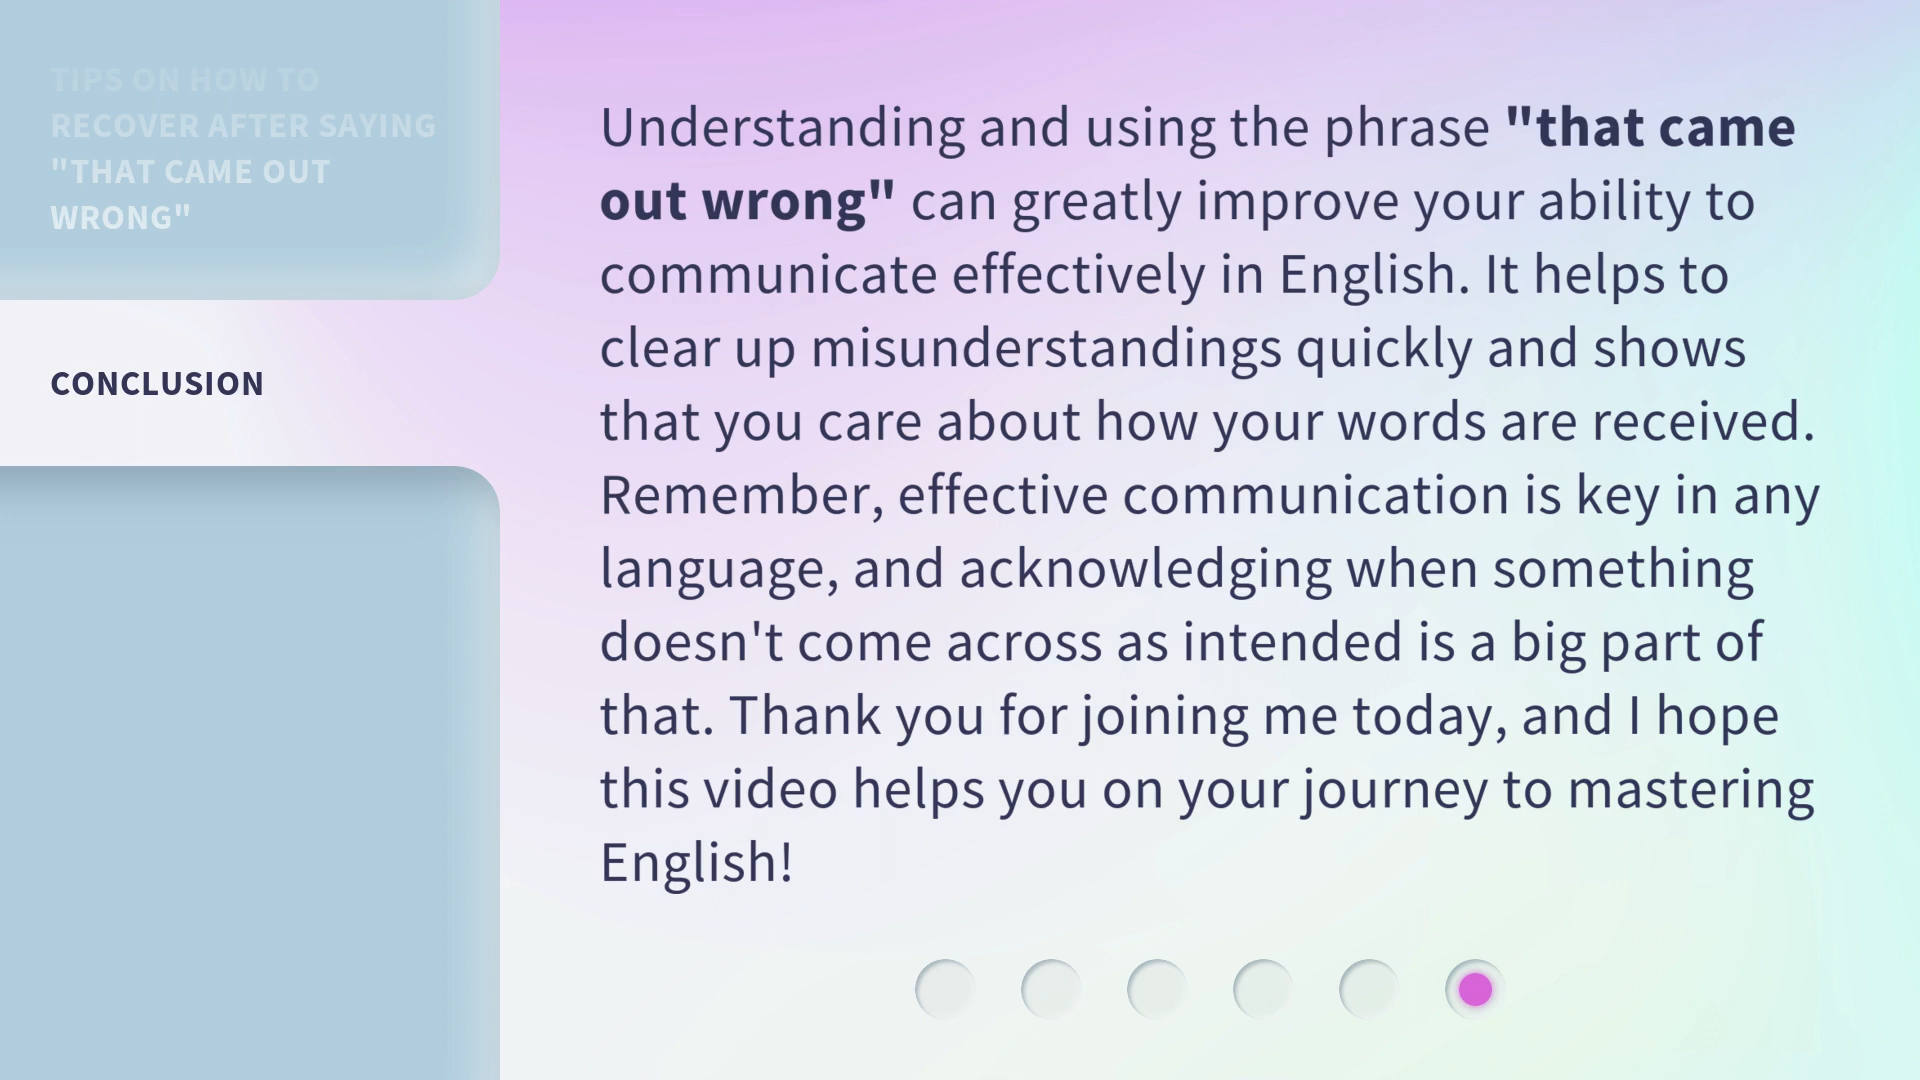 TIPS ON HOW TO
RECOVER AFTER SAYING
"THAT CAME OUT
WRONG"
CONCLUSION
Understanding and using the phrase "that came
out wrong" can greatly improve your ability to
communicate effectively in English. It helps to
clear up misunderstandings quickly and shows
that you care about how your words are received.
Remember, effective communication is key in any
language, and acknowledging when something
doesn't come across as intended is a big part of
that. Thank you for joining me today, and I hope
this video helps you on your journey to mastering
English!